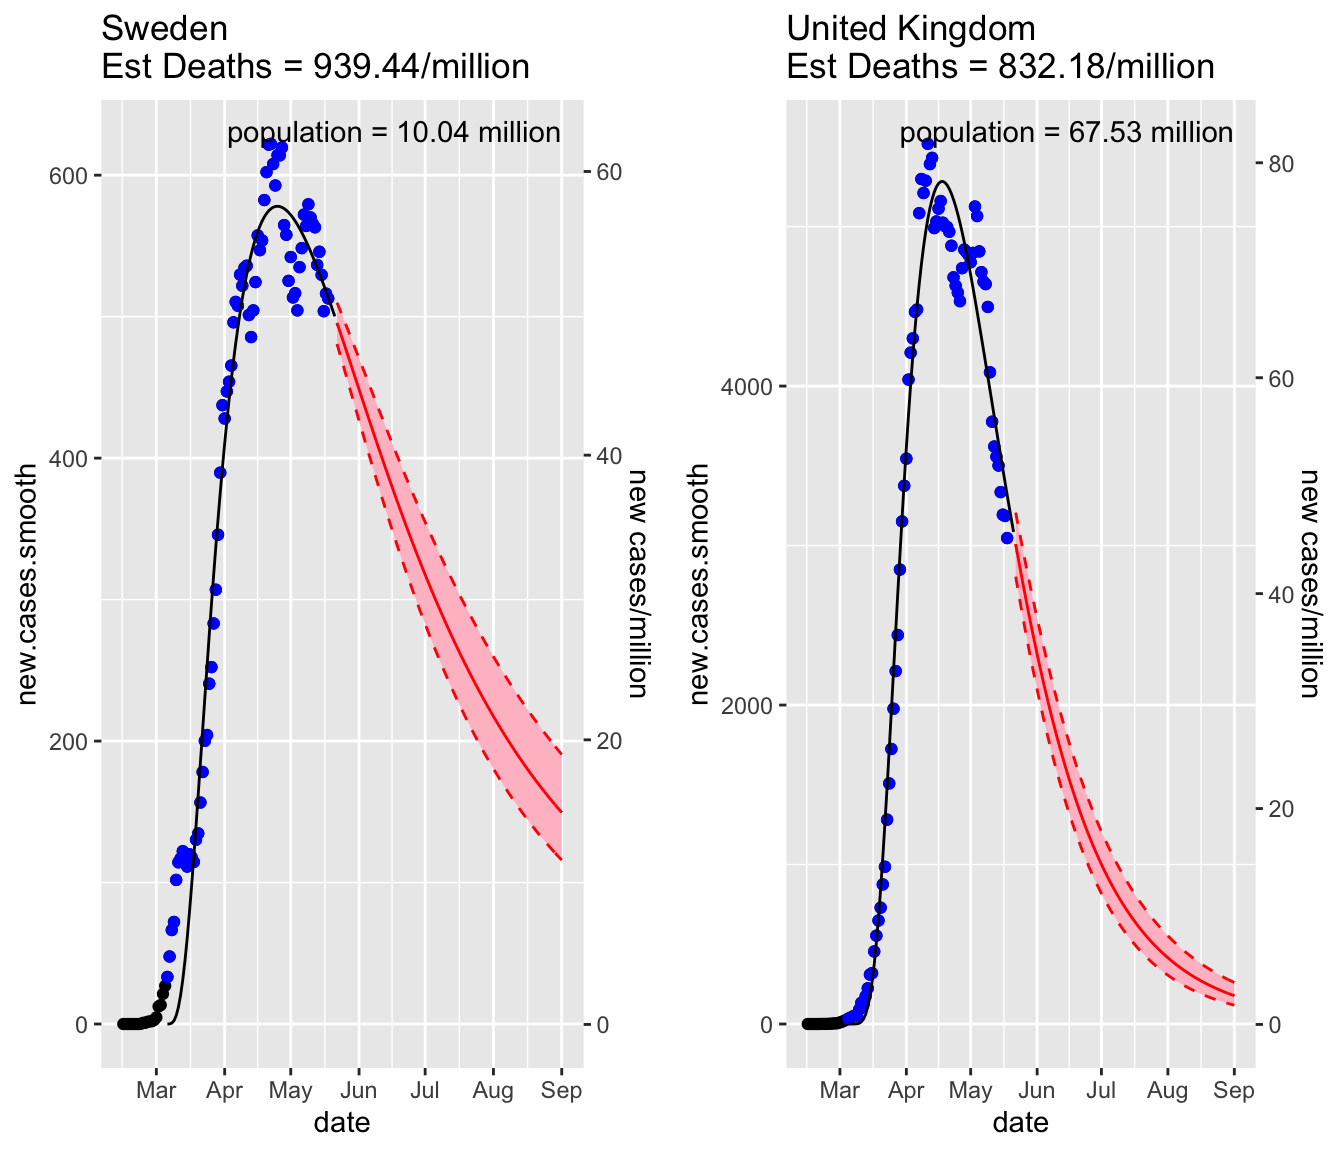 Sweden
Est Deaths = 939.44/million
population = 10.04 million
600
400
200
0
60
40
20
0
new.cases.smooth
new cases/million
Mar Apr May Jun Jul Aug Sep
date
United Kingdom
Est Deaths = 832.18/million
population = 67.53 million
4000
2000
0
80
60
40
20
0
new.cases.smooth
new cases/million
Mar Apr May Jun Jul Aug Sep
date